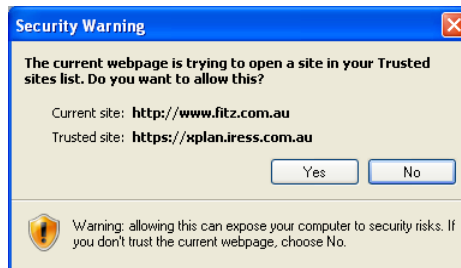 Security Warning
The current webpage is trying to open a site in your Trusted
sites list. Do you want to allow this?
Current site: http://www.fitz.com.au
Trusted site: https://xplan.iress.com.au
Yes No
Warning: allowing this can expose your computer to security risks. If
you don't trust the current webpage, choose No.